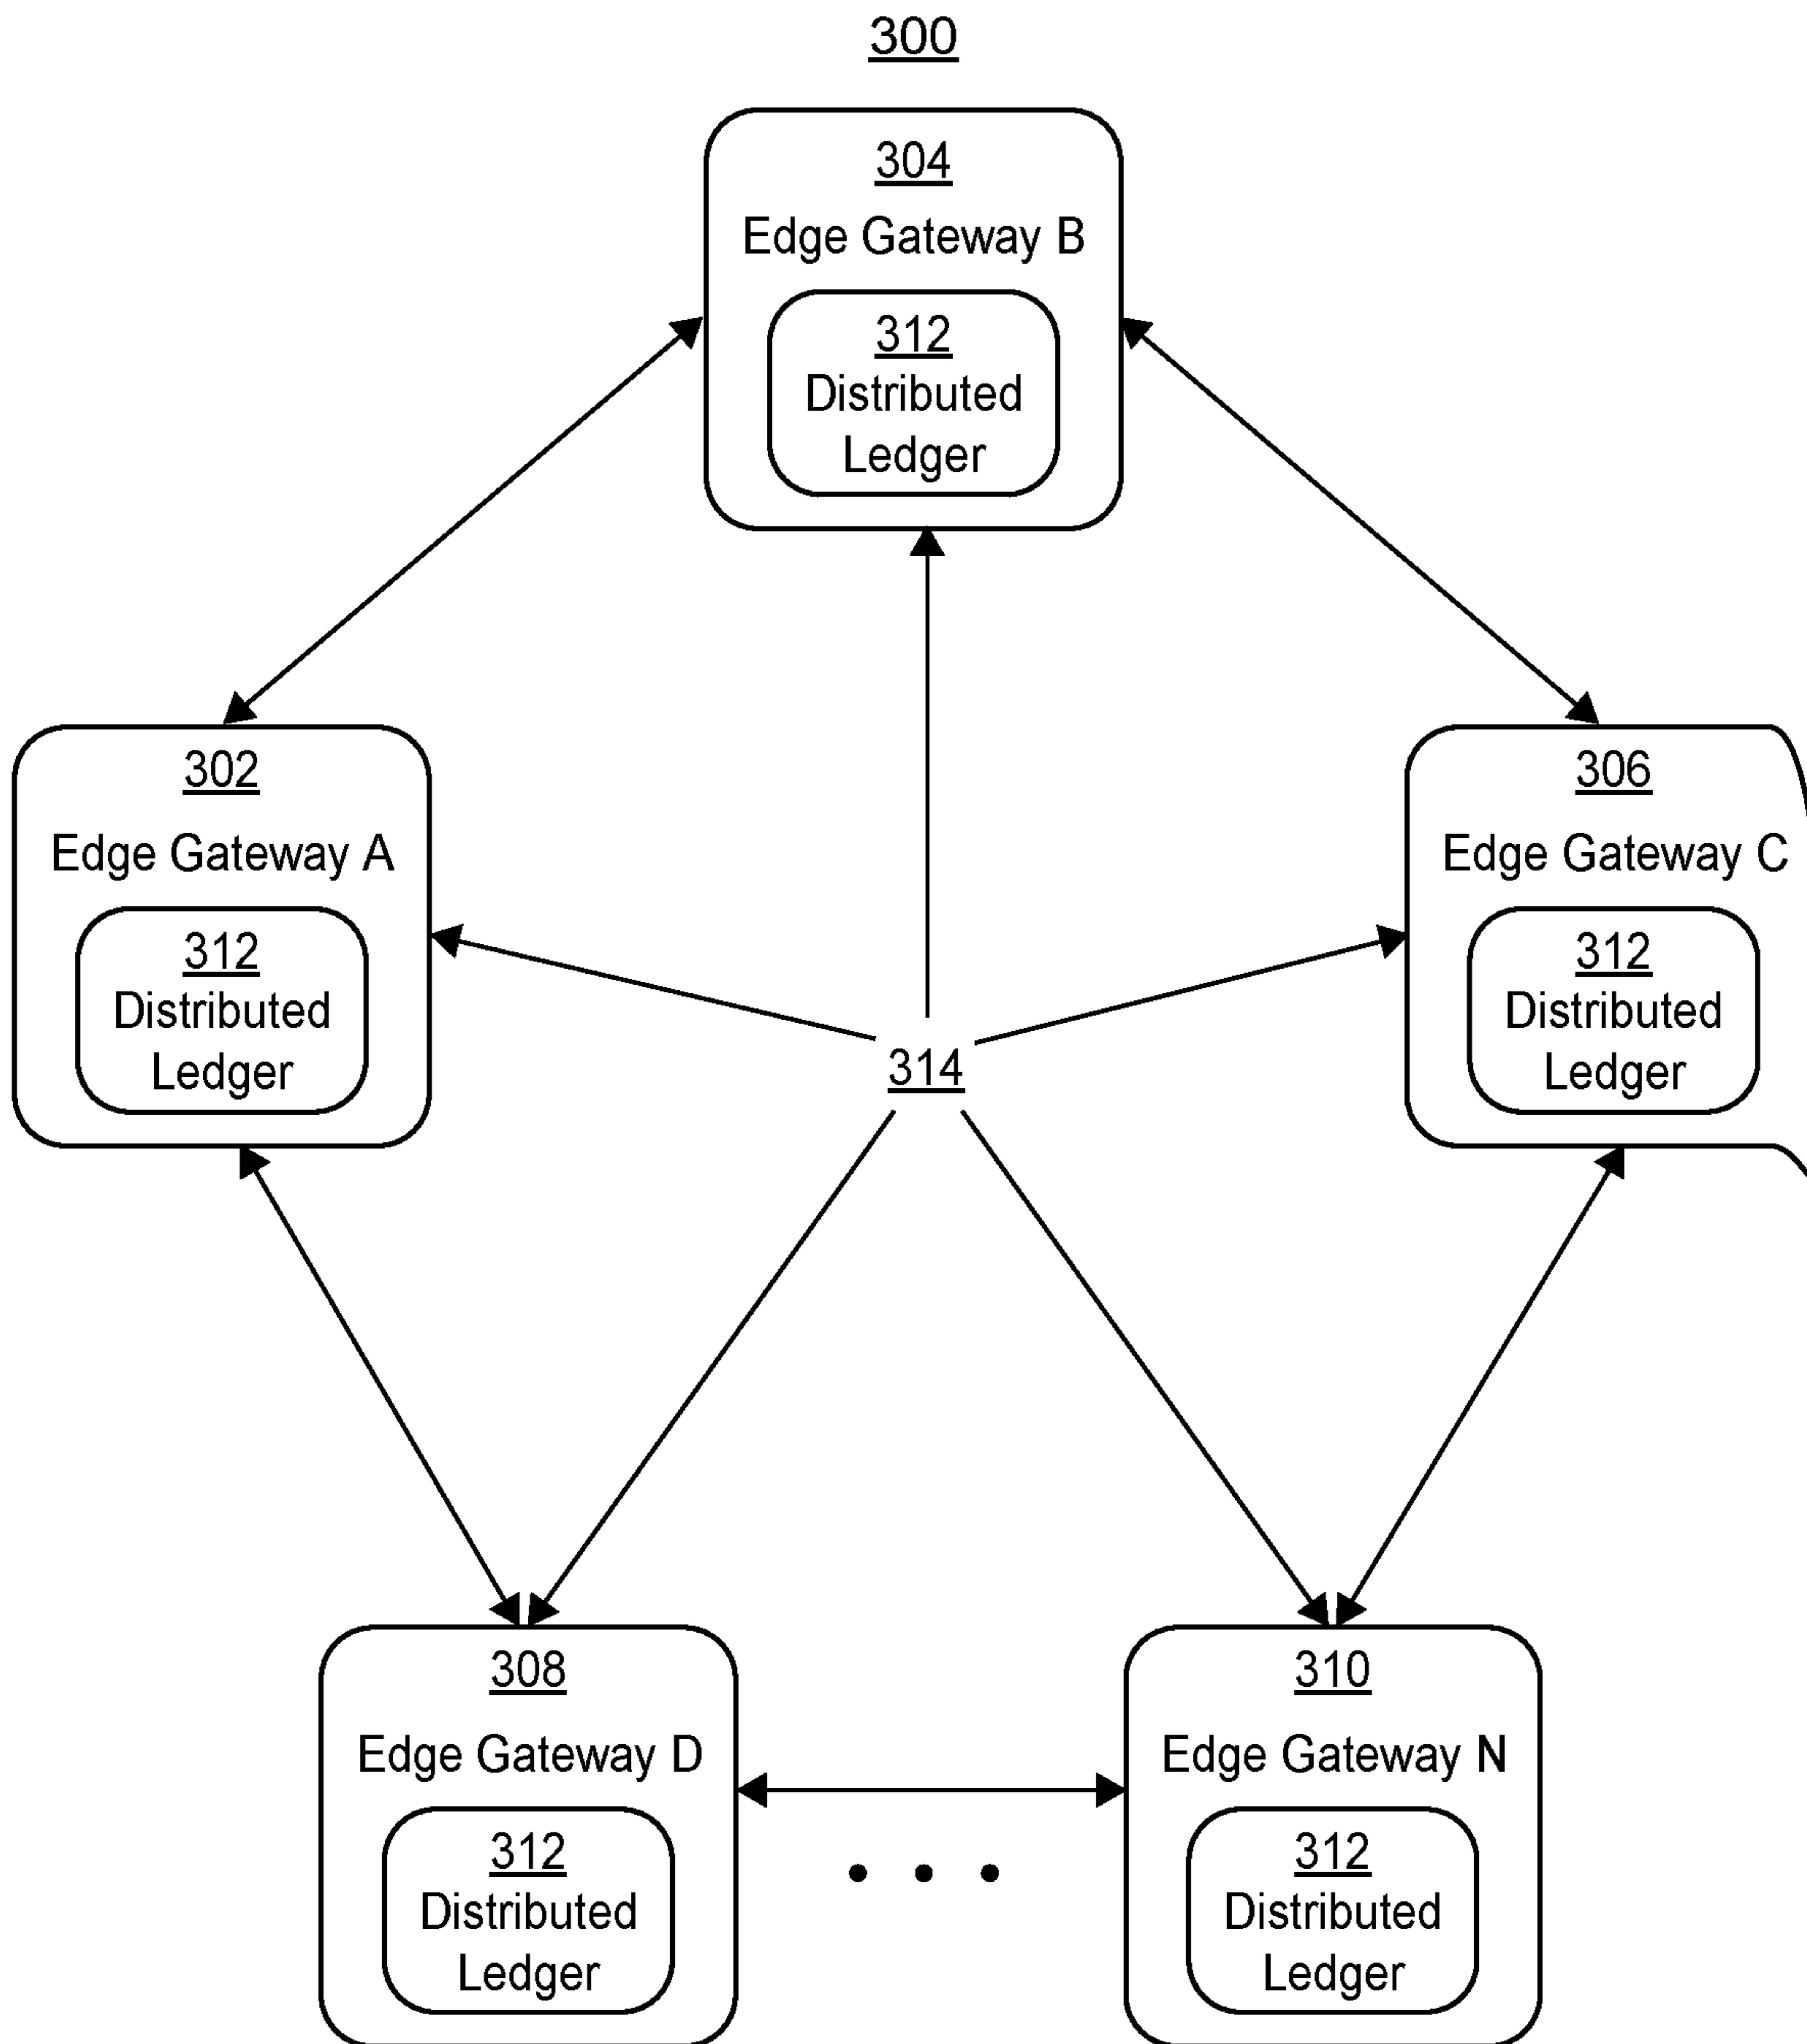 300
304
Edge Gateway B
312
Distributed
Ledger
302
Edge Gateway A
312
Distributed
Ledger
306
Edge Gateway C
312
Distributed
Ledger
314
308
Edge Gateway D
312
Distributed
Ledger
310
Edge Gateway N
312
Distributed
Ledger